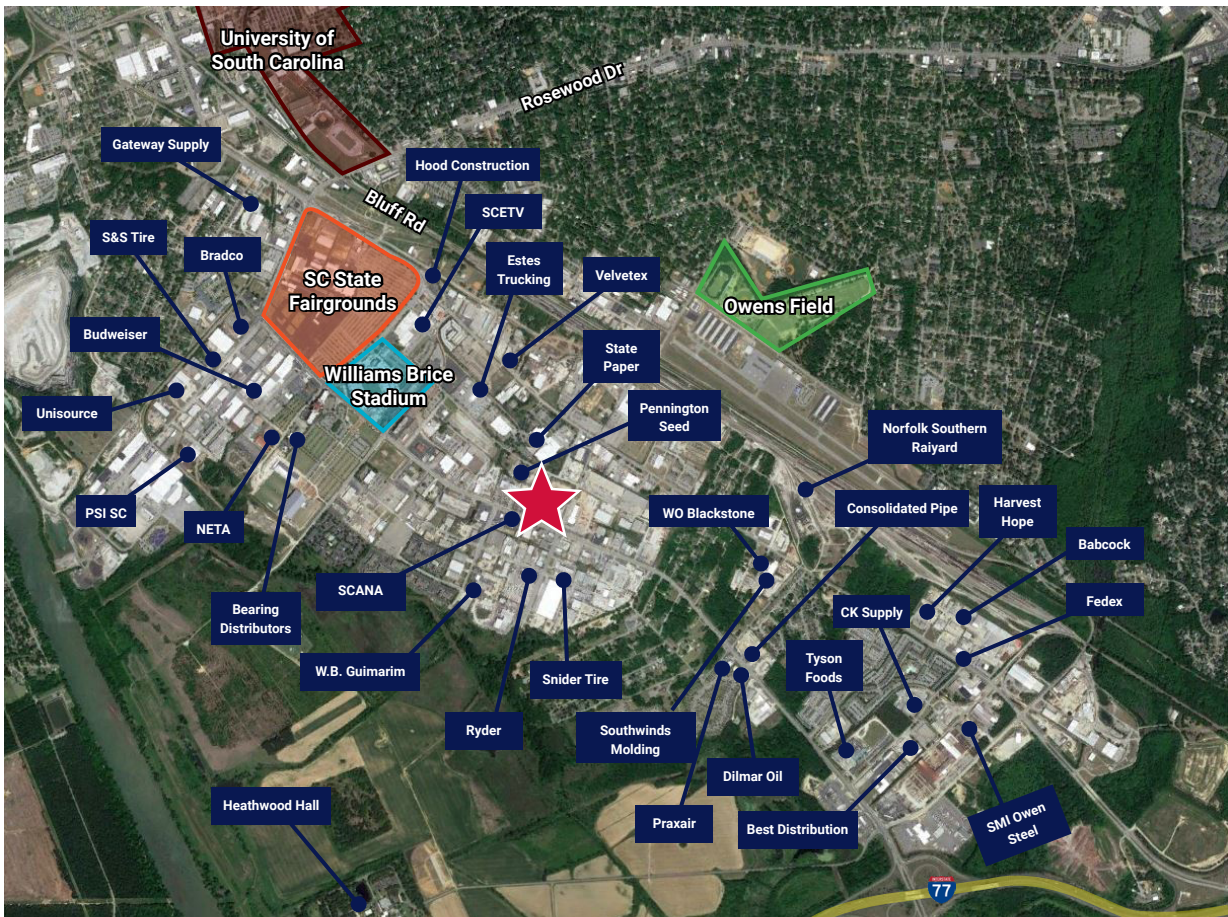 University of
South Carolina
Rosewood Dr
Gateway Supply
Hood Construction
Bluff Rd
SCETV
S&S Tire
Bradco
Estes
Trucking
Velvetex
SC State
Fairgrounds
Owens Field
Budweiser
State
Paper
Williams Brice
Stadium
Unisource
Pennington
Seed
Norfolk Southern
Raiyard
PSI SC
NETA
WO Blackstone
Consolidated Pipe
Harvest
Hope
Babcock
SCANA
Bearing
Distributors
CK Supply
Fedex
W.B. Guimarim
Snider Tire
Tyson
Foods
Ryder
Southwinds
Molding
Dilmar Oil
Heathwood Hall
Praxair
Best Distribution
SMI Owen
Steel
INTERSTATE
77